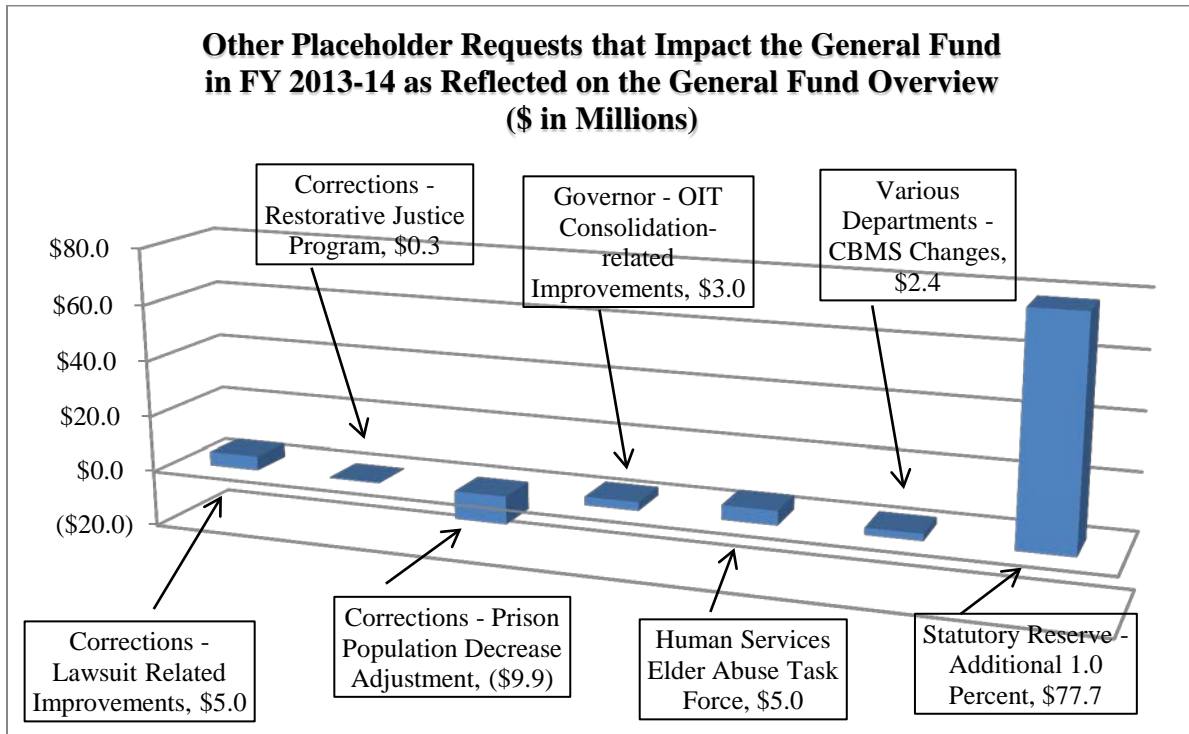 Other Placeholder Requests that Impact the General Fund
in FY 2013-14 as Reflected on the General Fund Overview
($ in Millions)
Corrections -
Restorative Justice
Program, $0.3
Governor - OIT
Consolidation-
related
Improvements, $3.0
Various
Departments -
CBMS Changes,
$2.4
$80.0
$60.0
$40.0
$20.0
$0.0
($20.0)
Corrections -
Lawsuit Related
Improvements, $5.0
Corrections - Prison
Population Decrease
Adjustment, ($9.9)
Human Services
Elder Abuse Task
Force, $5.0
Statutory Reserve -
Additional 1.0
Percent, $77.7